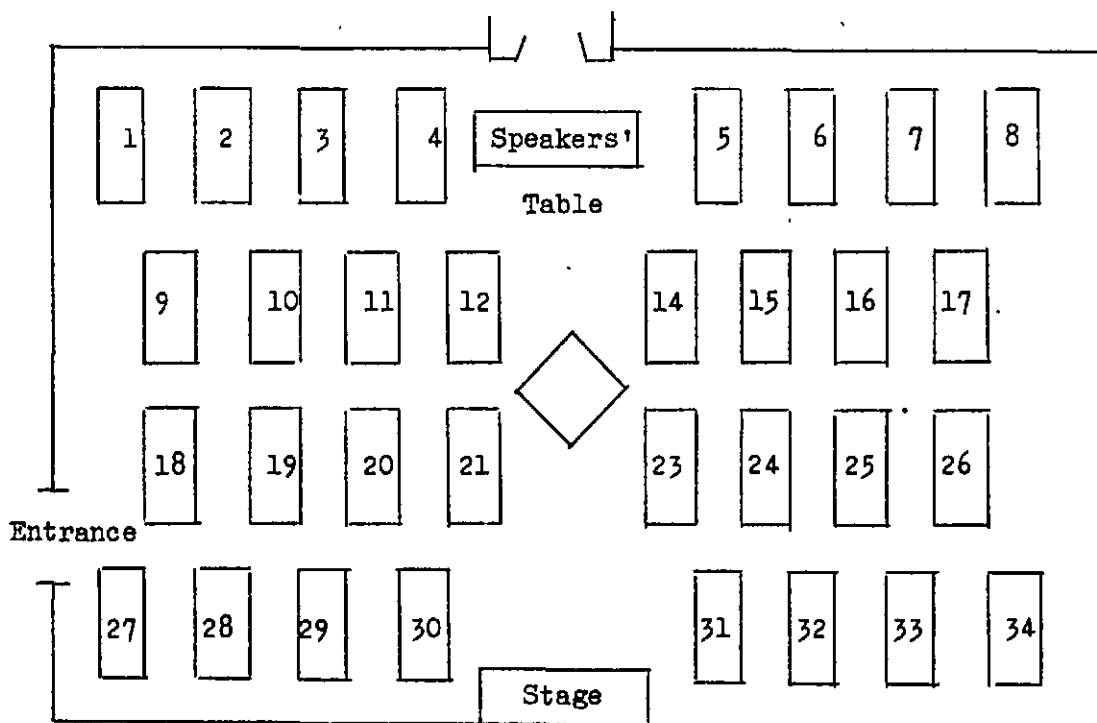 1 2 3 4 Speakers' 5 6 7 8
Table
9 10 11 12 14 15 16 17
18 19 20 21 23 24 25 26
Entrance
27 28 29 30 31 32 33 34
Stage